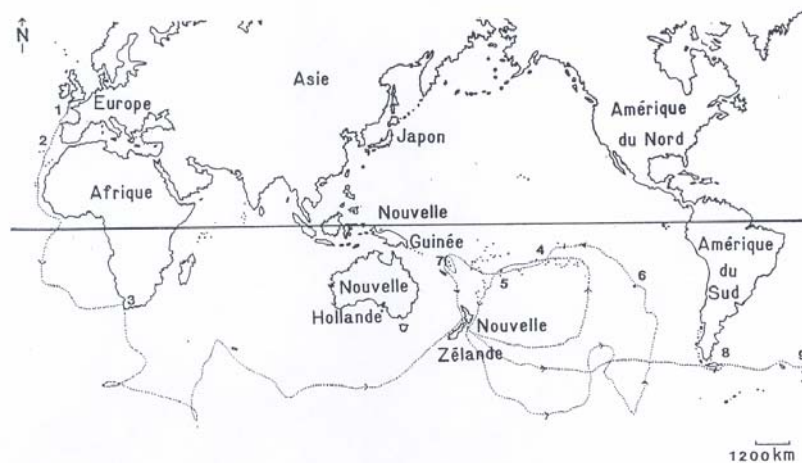 N
Asie
Europe
1
Amérique
du Nord
Japon
2
Afrique
Nouvelle
Guinée
4
Amérique
du
Sud
7
5
6
Nouvelle
Hollande
3
Nouvelle
Zélande
8
9
1200km